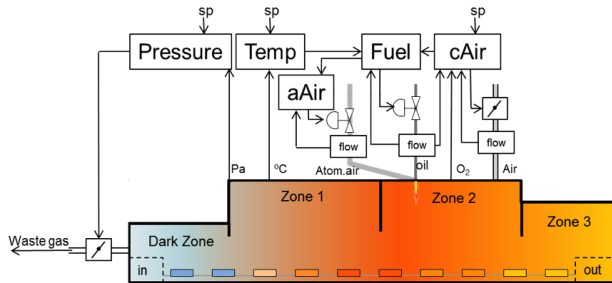 sp
sp
sp
sp
Pressure
Temp
Fuel
cAir
aAir
flow
flow
flow
Pa
ºC
Atom.air
oil
O₂
Air
Zone 1
Zone 2
Zone 3
Dark Zone
Waste gas
in
out